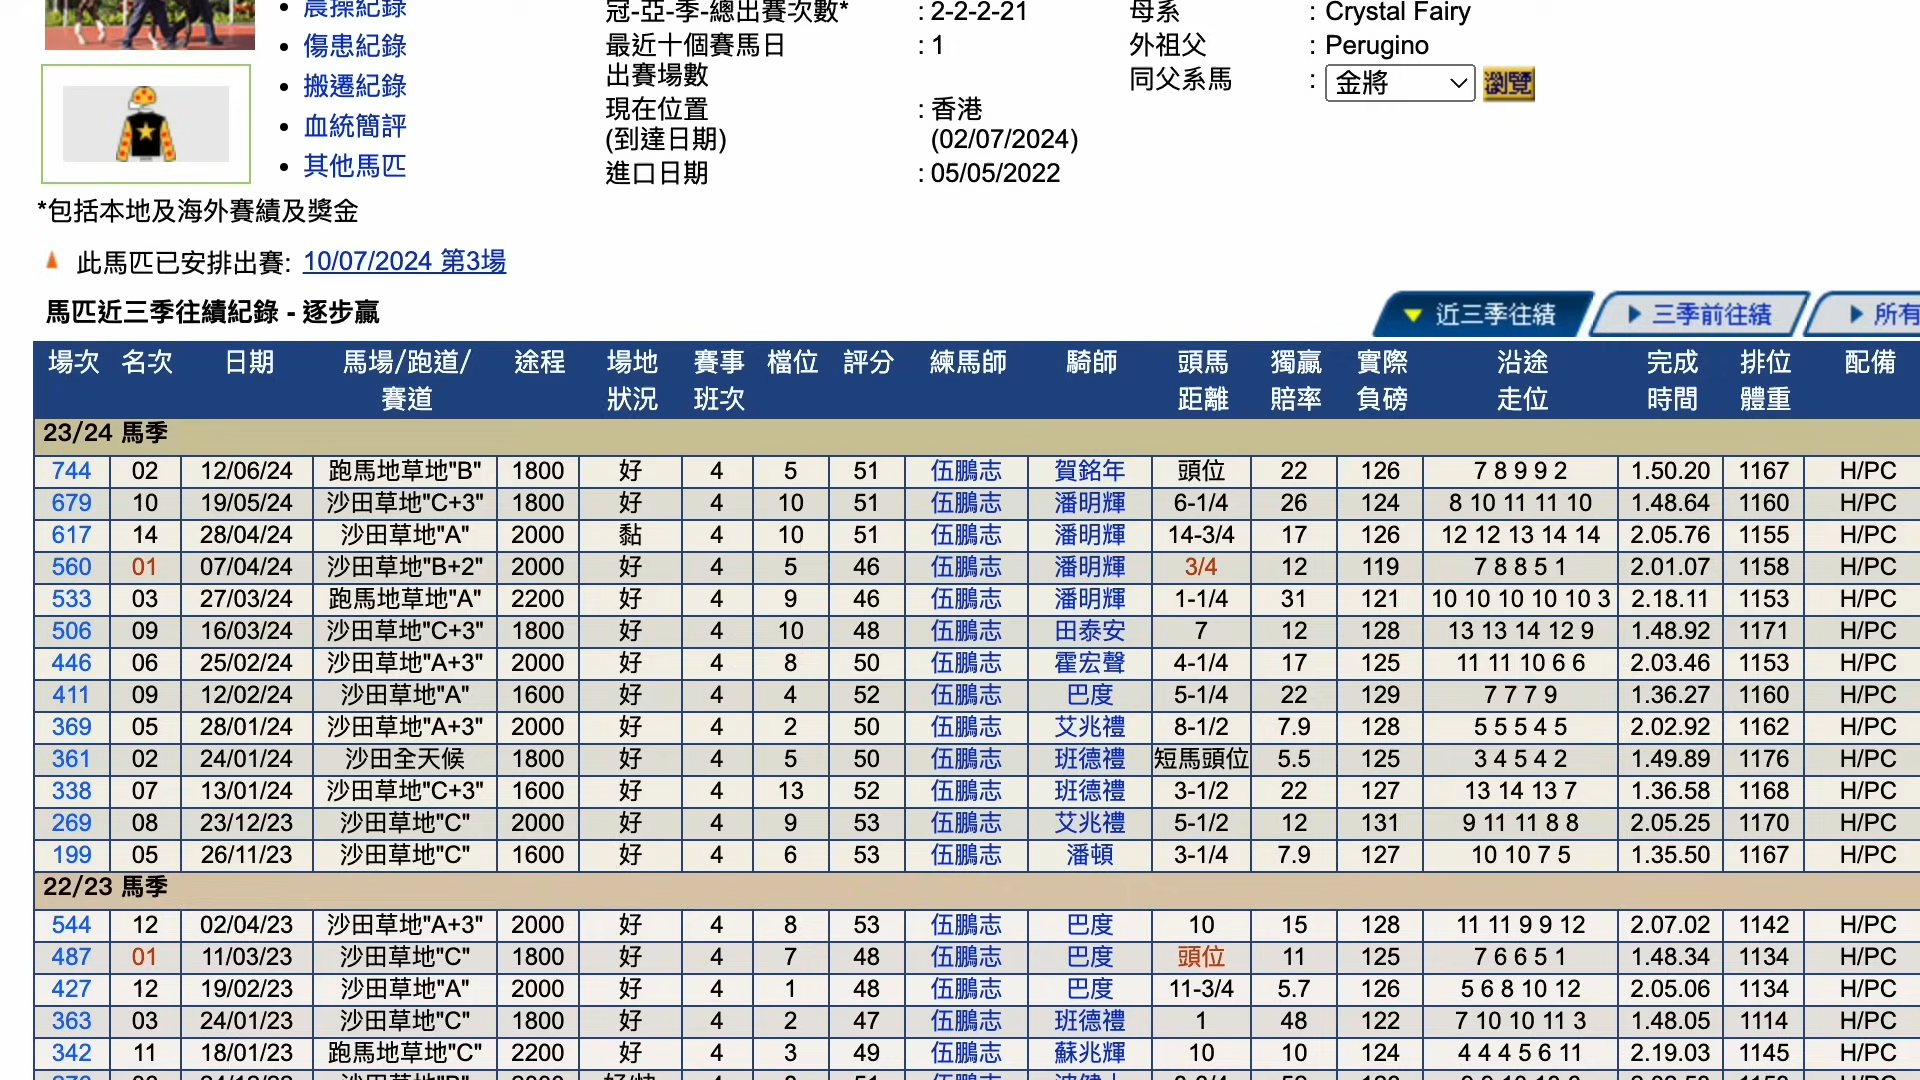 晨操紀錄
傷患紀錄
搬遷紀錄
血統簡評
其他馬匹
冠-亞-季-總出賽次數* : 2-2-2-21
最近十個賽馬日 : 1
出賽場數
現在位置 : 香港
(到達日期) (02/07/2024)
進口日期 : 05/05/2022
母系 : Crystal Fairy
外祖父 : Perugino
同父系馬 : 金將 瀏覽
*包括本地及海外賽績及獎金
此馬匹已安排出賽: 10/07/2024 第3場
馬匹近三季往績紀錄 - 逐步贏
近三季往績 三季前往績 所有
場次 名次 日期 馬場/跑道/ 途程 場地 賽事 檔位 評分 練馬師 騎師 頭馬 獨贏 實際 沿途 完成 排位 配備
賽道 狀況 班次 距離 賠率 負磅 走位 時間 體重
23/24 馬季
744 02 12/06/24 跑馬地草地"B" 1800 好 4 5 51 伍鵬志 賀銘年 頭位 22 126 7 8 9 9 2 1.50.20 1167 H/PC
679 10 19/05/24 沙田草地"C+3" 1800 好 4 10 51 伍鵬志 潘明輝 6-1/4 26 124 8 10 11 11 10 1.48.64 1160 H/PC
617 14 28/04/24 沙田草地"A" 2000 黏 4 10 51 伍鵬志 潘明輝 14-3/4 17 126 12 12 13 14 14 2.05.76 1155 H/PC
560 01 07/04/24 沙田草地"B+2" 2000 好 4 5 46 伍鵬志 潘明輝 3/4 12 119 7 8 8 5 1 2.01.07 1158 H/PC
533 03 27/03/24 跑馬地草地"A" 2200 好 4 9 46 伍鵬志 潘明輝 1-1/4 31 121 10 10 10 10 10 3 2.18.11 1153 H/PC
506 09 16/03/24 沙田草地"C+3" 1800 好 4 10 48 伍鵬志 田泰安 7 12 128 13 13 14 12 9 1.48.92 1171 H/PC
446 06 25/02/24 沙田草地"A+3" 2000 好 4 8 50 伍鵬志 霍宏聲 4-1/4 17 125 11 11 10 6 6 2.03.46 1153 H/PC
411 09 12/02/24 沙田草地"A" 1600 好 4 4 52 伍鵬志 巴度 5-1/4 22 129 7 7 7 9 1.36.27 1160 H/PC
369 05 28/01/24 沙田草地"A+3" 2000 好 4 2 50 伍鵬志 艾兆禮 8-1/2 7.9 128 5 5 5 4 5 2.02.92 1162 H/PC
361 02 24/01/24 沙田全天候 1800 好 4 5 50 伍鵬志 班德禮 短馬頭位 5.5 125 3 4 5 4 2 1.49.89 1176 H/PC
338 07 13/01/24 沙田草地"C+3" 1600 好 4 13 52 伍鵬志 班德禮 3-1/2 22 127 13 14 13 7 1.36.58 1168 H/PC
269 08 23/12/23 沙田草地"C" 2000 好 4 9 53 伍鵬志 艾兆禮 5-1/2 12 131 9 11 11 8 8 2.05.25 1170 H/PC
199 05 26/11/23 沙田草地"C" 1600 好 4 6 53 伍鵬志 潘頓 3-1/4 7.9 127 10 10 7 5 1.35.50 1167 H/PC
22/23 馬季
544 12 02/04/23 沙田草地"A+3" 2000 好 4 8 53 伍鵬志 巴度 10 15 128 11 11 9 9 12 2.07.02 1142 H/PC
487 01 11/03/23 沙田草地"C" 1800 好 4 7 48 伍鵬志 巴度 頭位 11 125 7 6 6 5 1 1.48.34 1134 H/PC
427 12 19/02/23 沙田草地"A" 2000 好 4 1 48 伍鵬志 巴度 11-3/4 5.7 126 5 6 8 10 12 2.05.06 1134 H/PC
363 03 24/01/23 沙田草地"C" 1800 好 4 2 47 伍鵬志 班德禮 1 48 122 7 10 10 11 3 1.48.05 1114 H/PC
342 11 18/01/23 跑馬地草地"C" 2200 好 4 3 49 伍鵬志 蘇兆輝 10 10 124 4 4 4 5 6 11 2.19.03 1145 H/PC